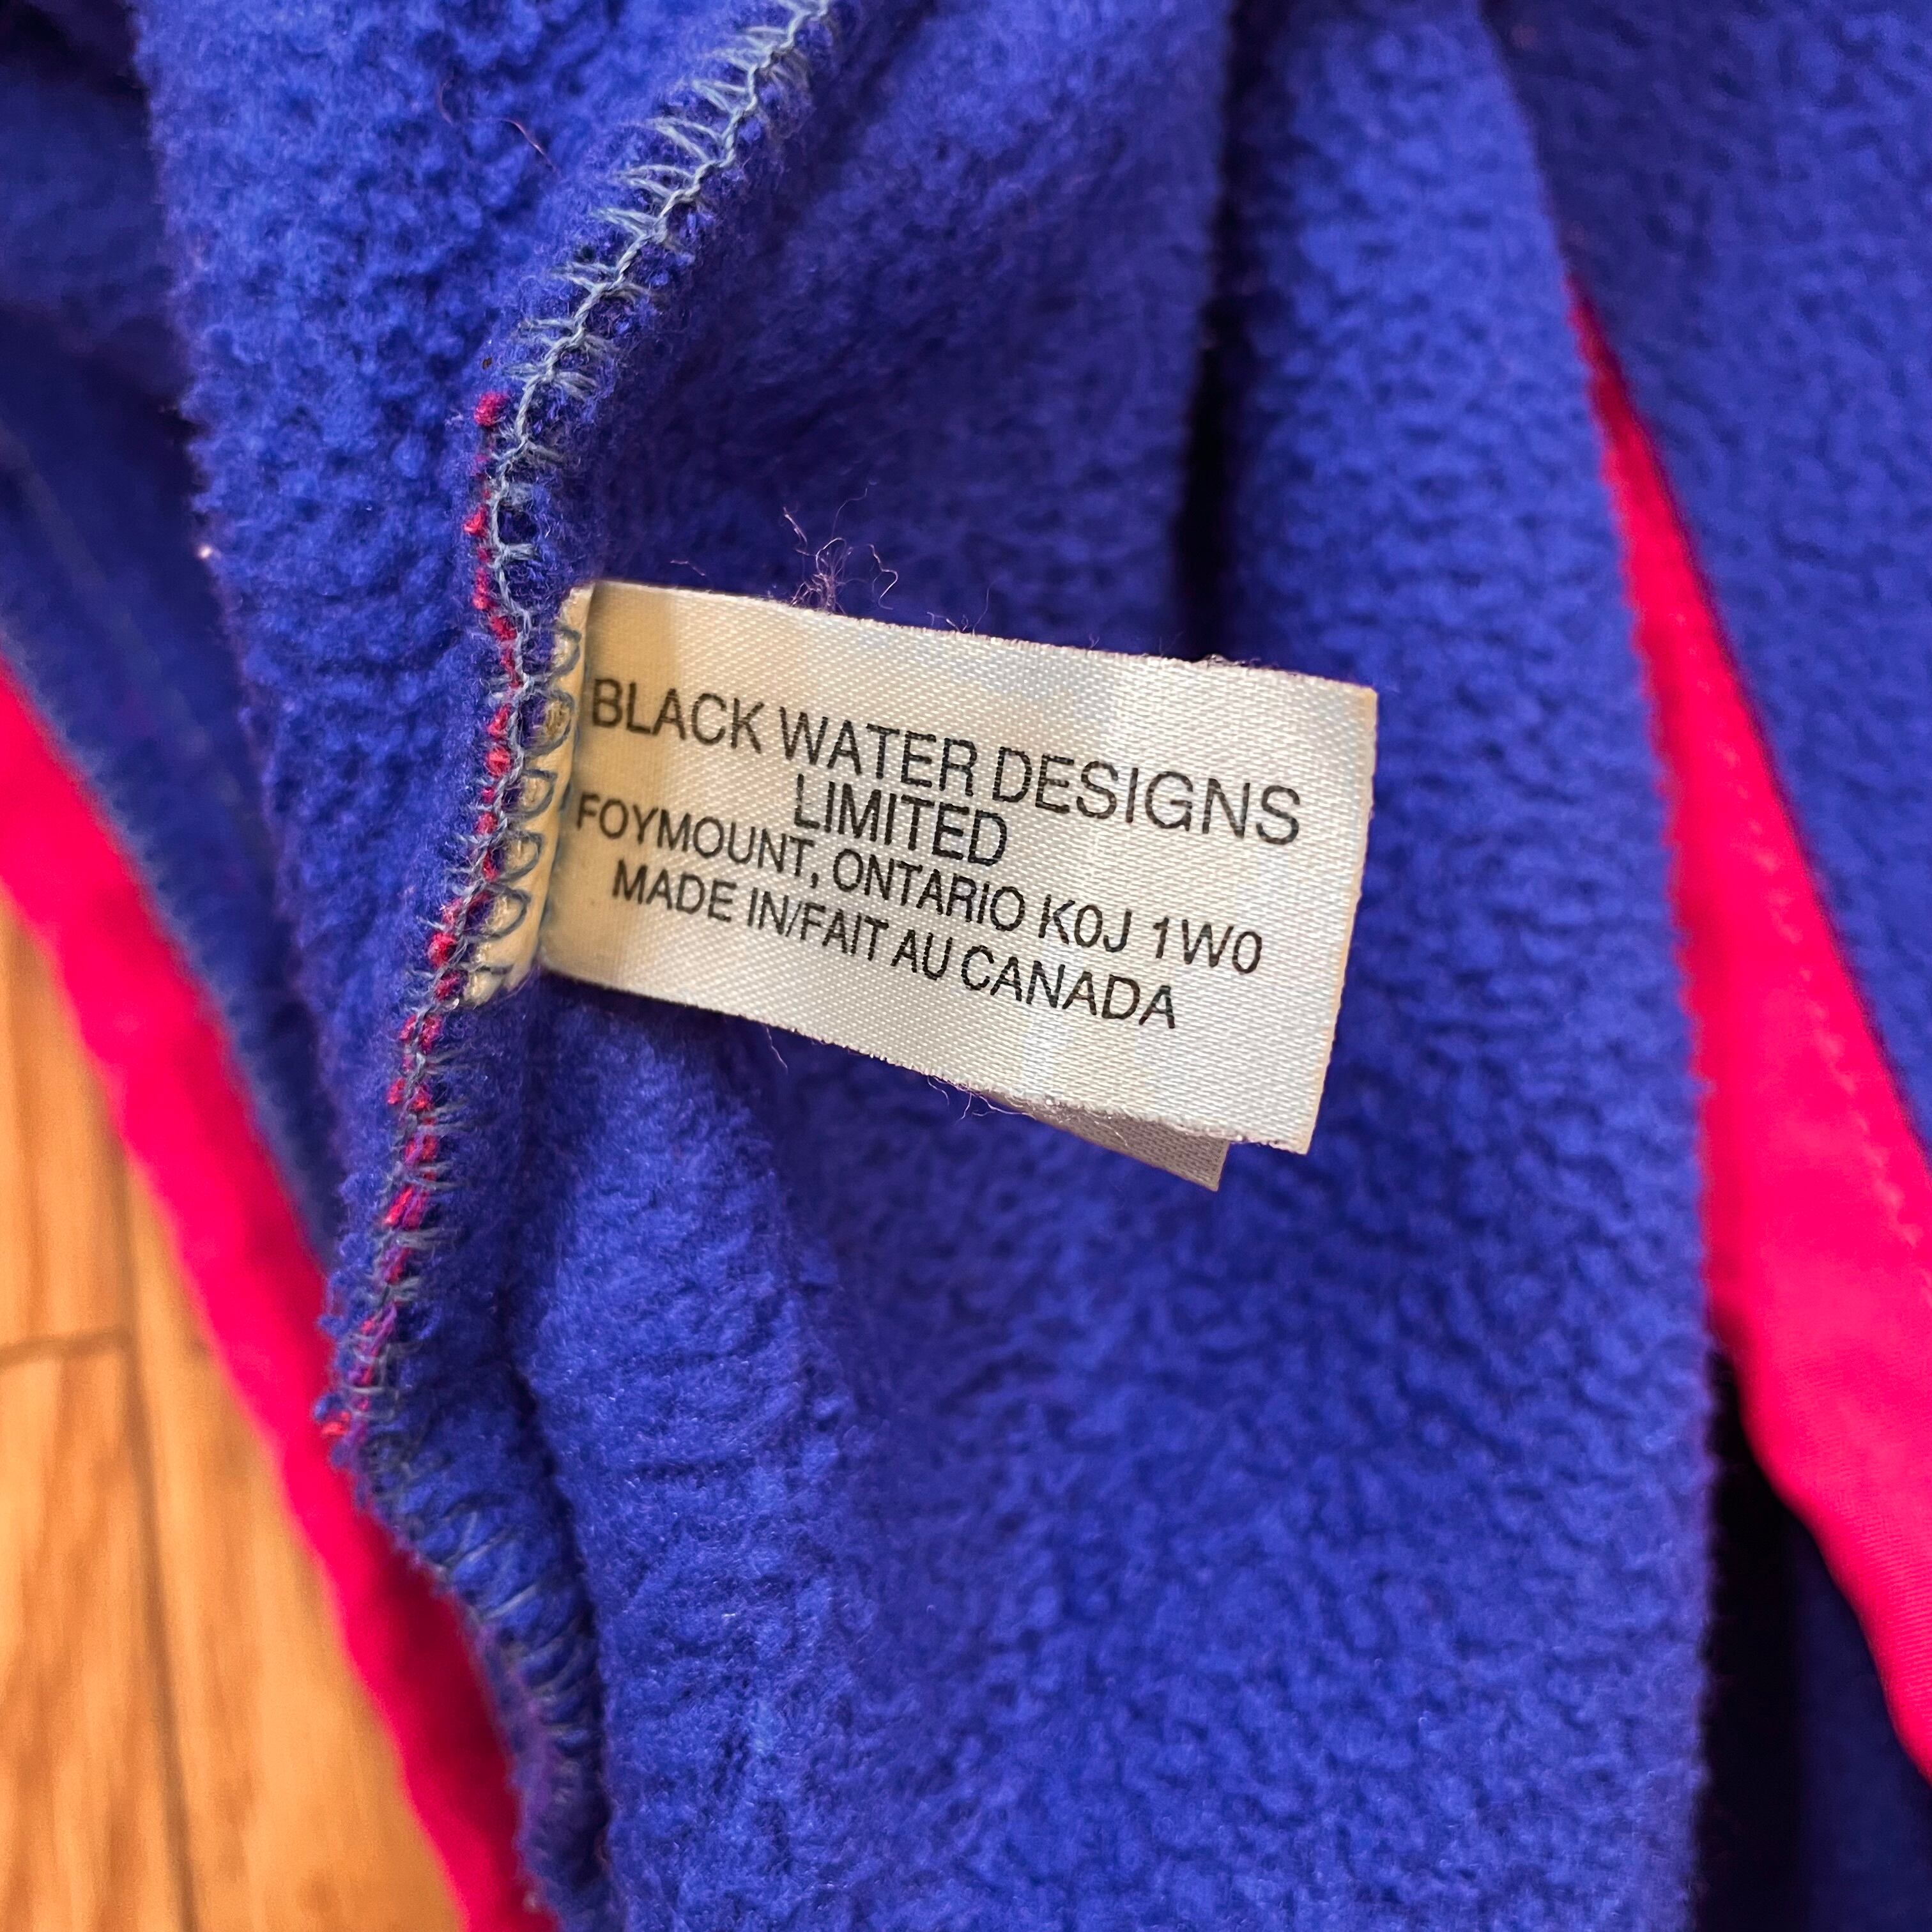 BLACK WATER DESIGNS
LIMITED
FOYMOUNT, ONTARIO K0J 1W0
MADE IN/FAIT AU CANADA